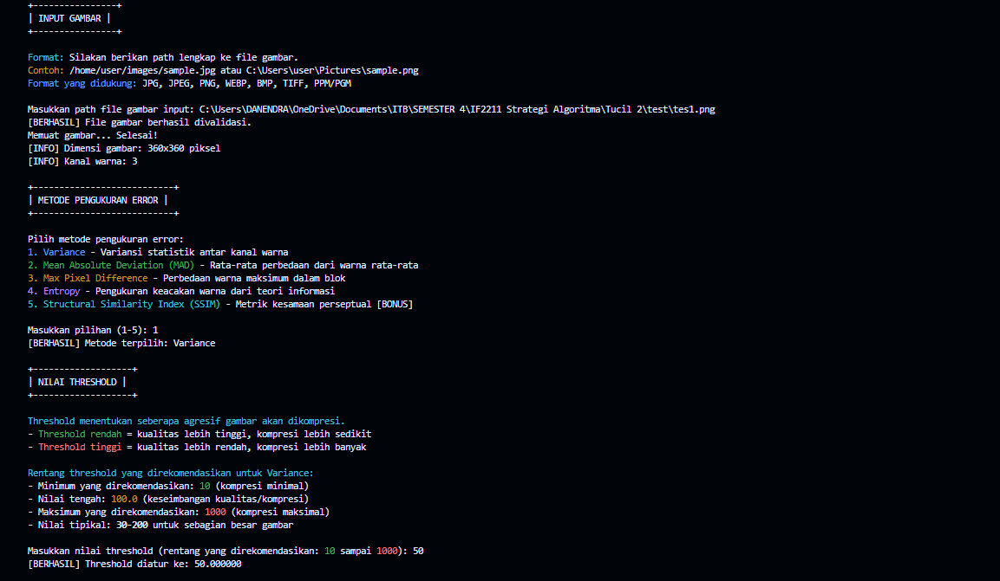 +----------------+
| INPUT GAMBAR |
+----------------+
Format: Silakan berikan path lengkap ke file gambar.
Contoh: /home/user/images/sample.jpg atau C:\Users\user\Pictures\sample.png
Format yang didukung: JPG, JPEG, PNG, WEBP, BMP, TIFF, PPM/PGM
Masukkan path file gambar input: C:\Users\DANENDRA\OneDrive\Documents\ITB\SEMESTER 4\IF2211 Strategi Algoritma\Tucil 2\test\tes1.png
[BERHASIL] File gambar berhasil divalidasi.
Memuat gambar... Selesai!
[INFO] Dimensi gambar: 360x360 piksel
[INFO] Kanal warna: 3
+---------------------------+
| METODE PENGUKURAN ERROR |
+---------------------------+
Pilih metode pengukuran error:
1. Variance - Variansi statistik antar kanal warna
2. Mean Absolute Deviation (MAD) - Rata-rata perbedaan dari warna rata-rata
3. Max Pixel Difference - Perbedaan warna maksimum dalam blok
4. Entropy - Pengukuran keacakan warna dari teori informasi
5. Structural Similarity Index (SSIM) - Metrik kesamaan perseptual [BONUS]
Masukkan pilihan (1-5): 1
[BERHASIL] Metode terpilih: Variance
+-------------------+
| NILAI THRESHOLD |
+-------------------+
Threshold menentukan seberapa agresif gambar akan dikompresi.
- Threshold rendah = kualitas lebih tinggi, kompresi lebih sedikit
- Threshold tinggi = kualitas lebih rendah, kompresi lebih banyak
Rentang threshold yang direkomendasikan untuk Variance:
- Minimum yang direkomendasikan: 10 (kompresi minimal)
- Nilai tengah: 100.0 (keseimbangan kualitas/kompresi)
- Maksimum yang direkomendasikan: 1000 (kompresi maksimal)
- Nilai tipikal: 30-200 untuk sebagian besar gambar
Masukkan nilai threshold (rentang yang direkomendasikan: 10 sampai 1000): 50
[BERHASIL] Threshold diatur ke: 50.000000